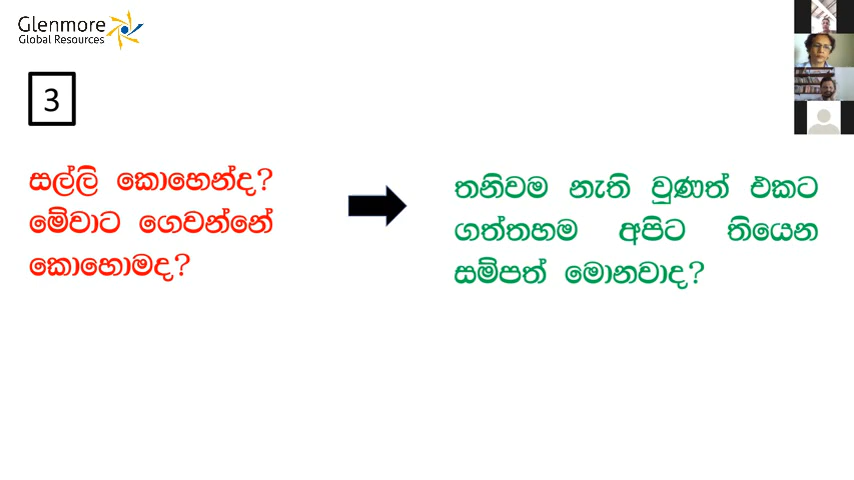 Glenmore
Global Resources
3
සල්ලි කොහෙන්ද?
මේවාට ගෙවන්නේ
කොහොමද?
තනිවම නැති වුණත් එකට
ගත්තහම අපිට තියෙන
සම්පත් මොනවාද?